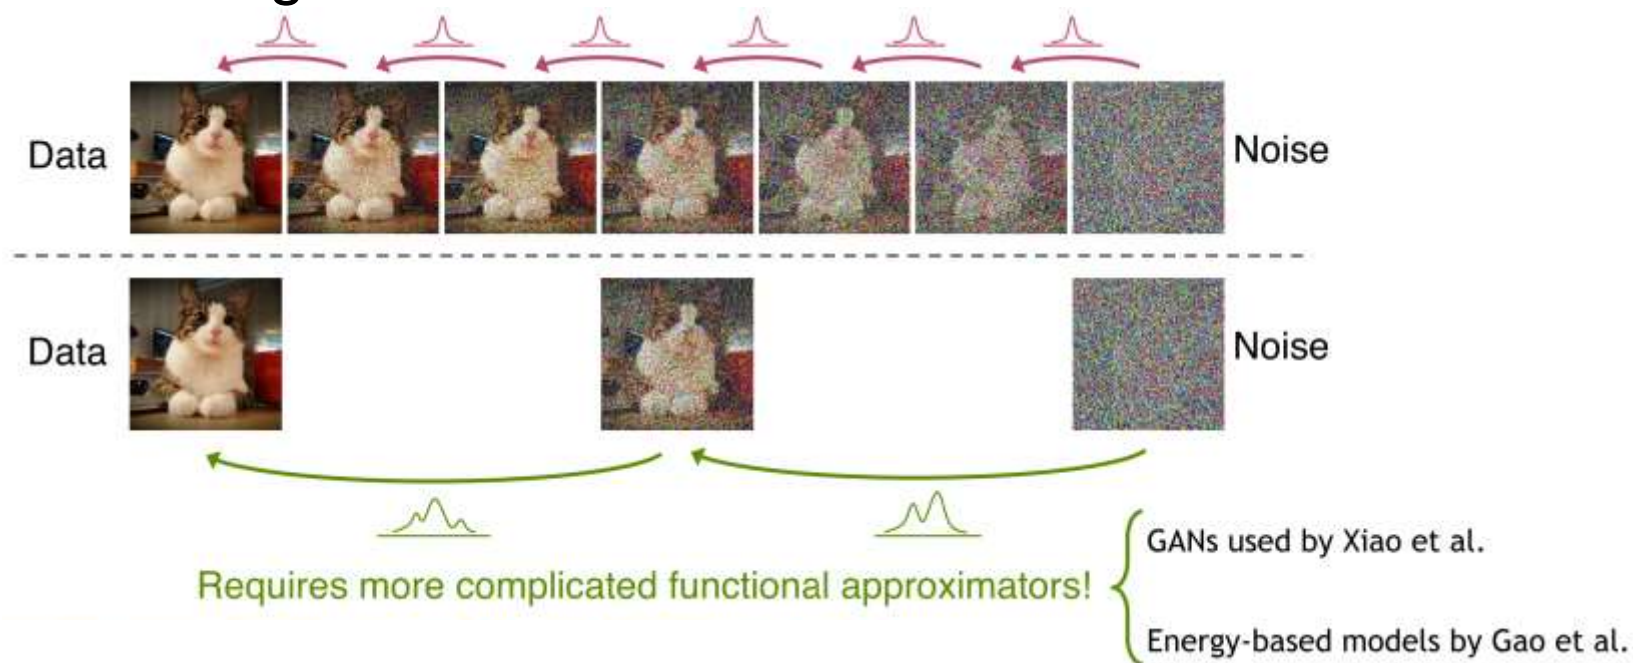 Data
Noise
Data
Noise
Requires more complicated functional approximators!
GANs used by Xiao et al.
Energy-based models by Gao et al.